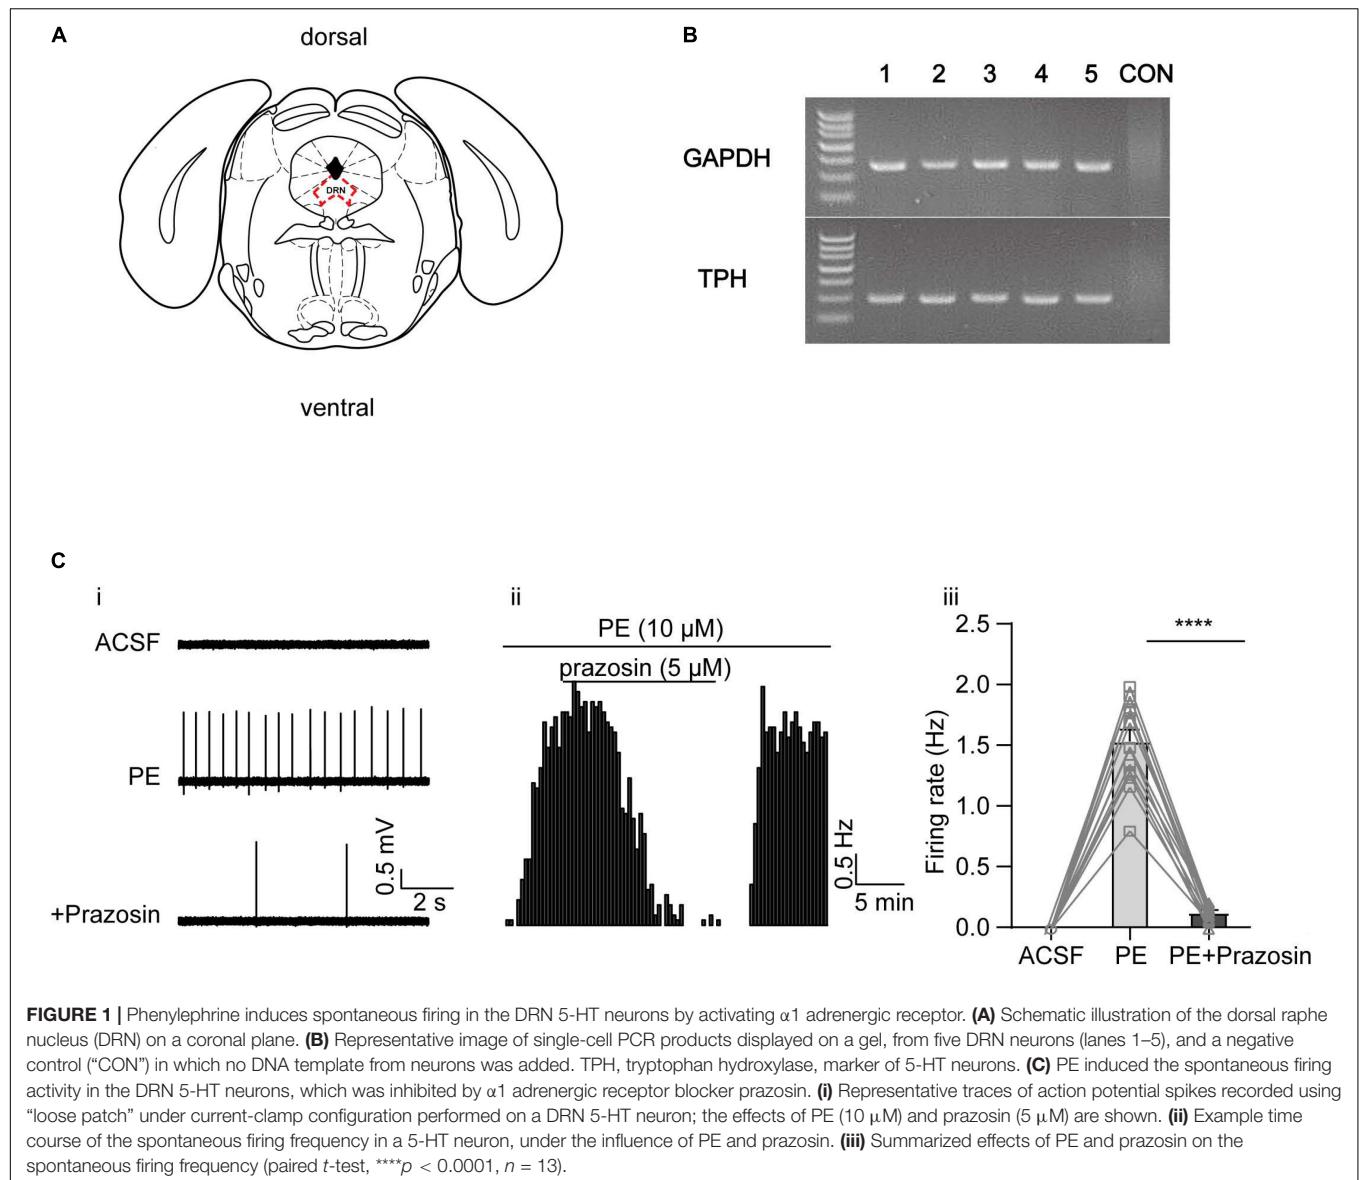 A
dorsal
DRN
ventral
B
1 2 3 4 5 CON
GAPDH
TPH
C
i
ACSF
PE
+Prazosin
0.5 mV
2 s
ii
PE (10 µM)
prazosin (5 µM)
0.5 Hz
5 min
iii
Firing rate (Hz)
2.5
2.0
1.5
1.0
0.5
0.0
****
ACSF PE PE+Prazosin
FIGURE 1 | Phenylephrine induces spontaneous firing in the DRN 5-HT neurons by activating α1 adrenergic receptor. (A) Schematic illustration of the dorsal raphe
nucleus (DRN) on a coronal plane. (B) Representative image of single-cell PCR products displayed on a gel, from five DRN neurons (lanes 1–5), and a negative
control (“CON”) in which no DNA template from neurons was added. TPH, tryptophan hydroxylase, marker of 5-HT neurons. (C) PE induced the spontaneous firing
activity in the DRN 5-HT neurons, which was inhibited by α1 adrenergic receptor blocker prazosin. (i) Representative traces of action potential spikes recorded using
“loose patch” under current-clamp configuration performed on a DRN 5-HT neuron; the effects of PE (10 μM) and prazosin (5 μM) are shown. (ii) Example time
course of the spontaneous firing frequency in a 5-HT neuron, under the influence of PE and prazosin. (iii) Summarized effects of PE and prazosin on the
spontaneous firing frequency (paired t-test, ****p < 0.0001, n = 13).